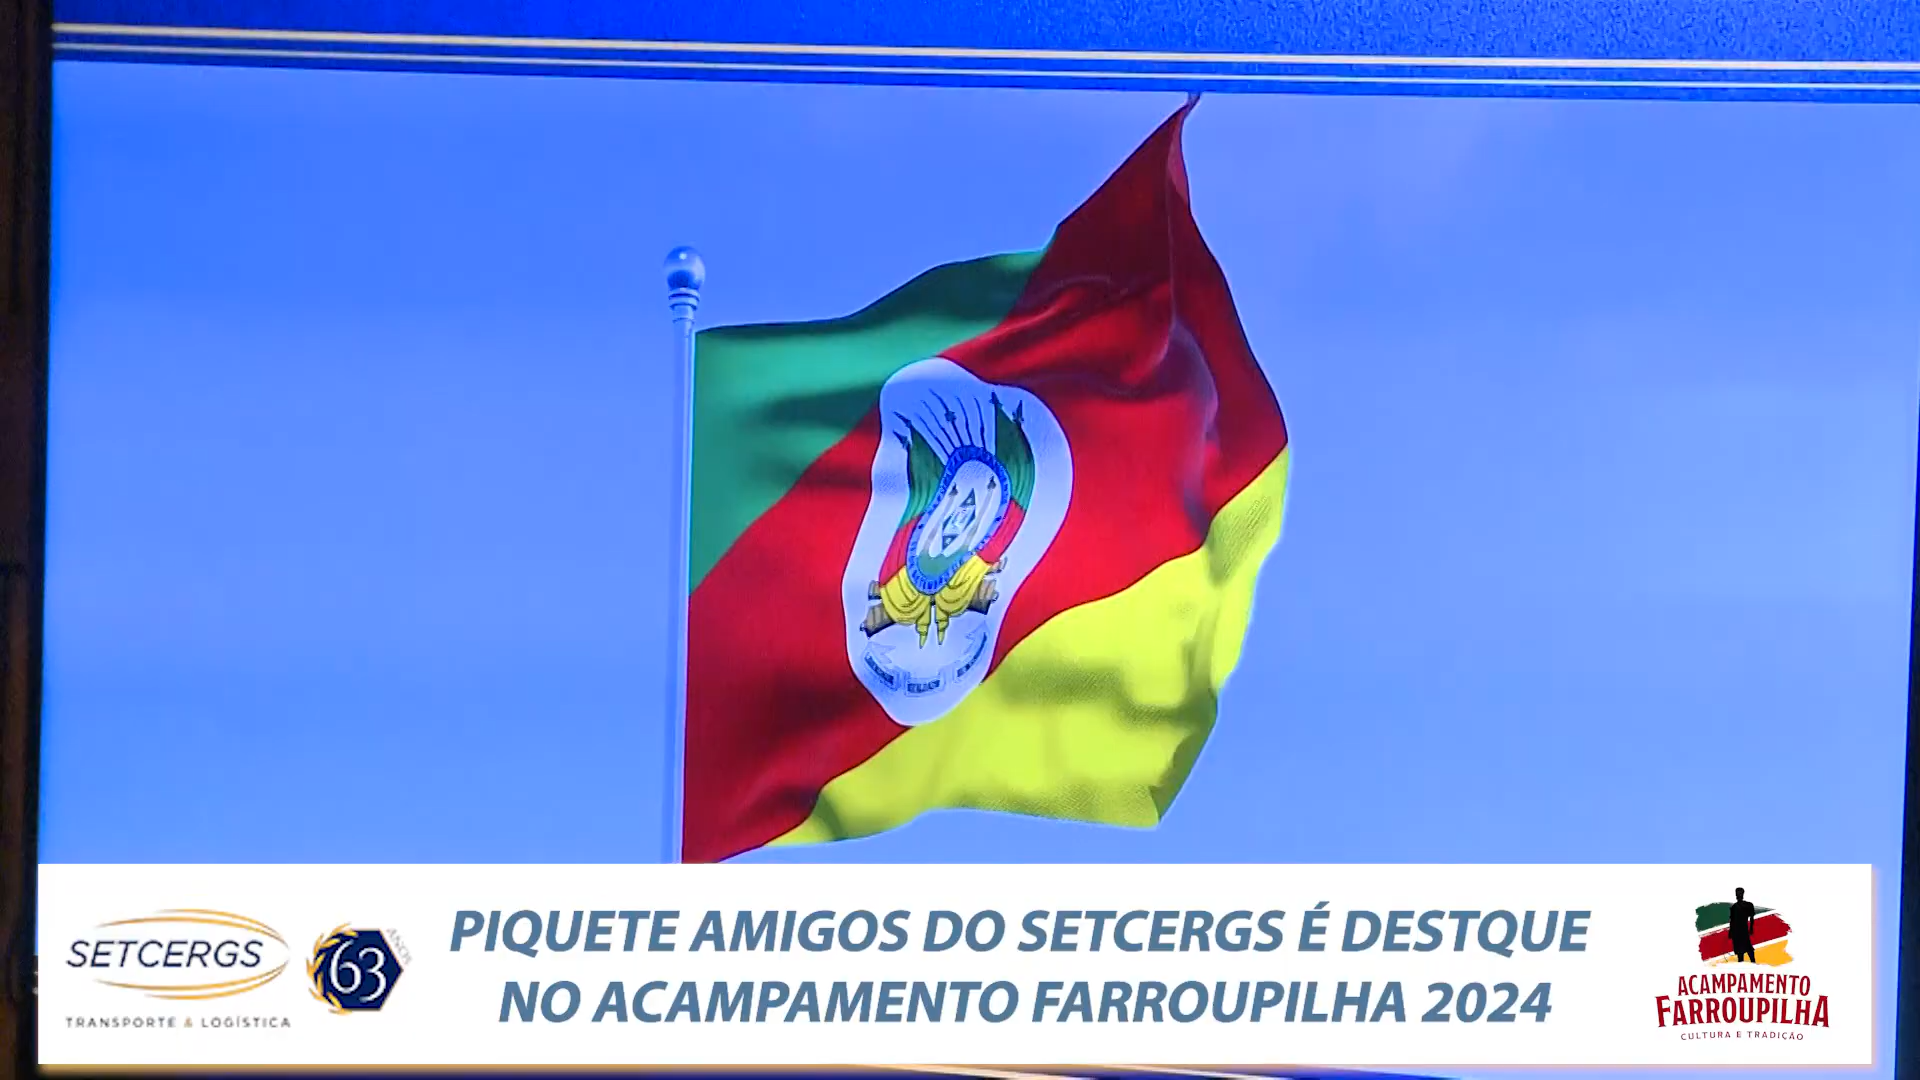 SETCERGS
TRANSPORTE & LOGÍSTICA
63
ANOS
PIQUETE AMIGOS DO SETCERGS É DESTQUE
NO ACAMPAMENTO FARROUPILHA 2024
ACAMPAMENTO
FARROUPILHA
CULTURA E TRADIÇÃO